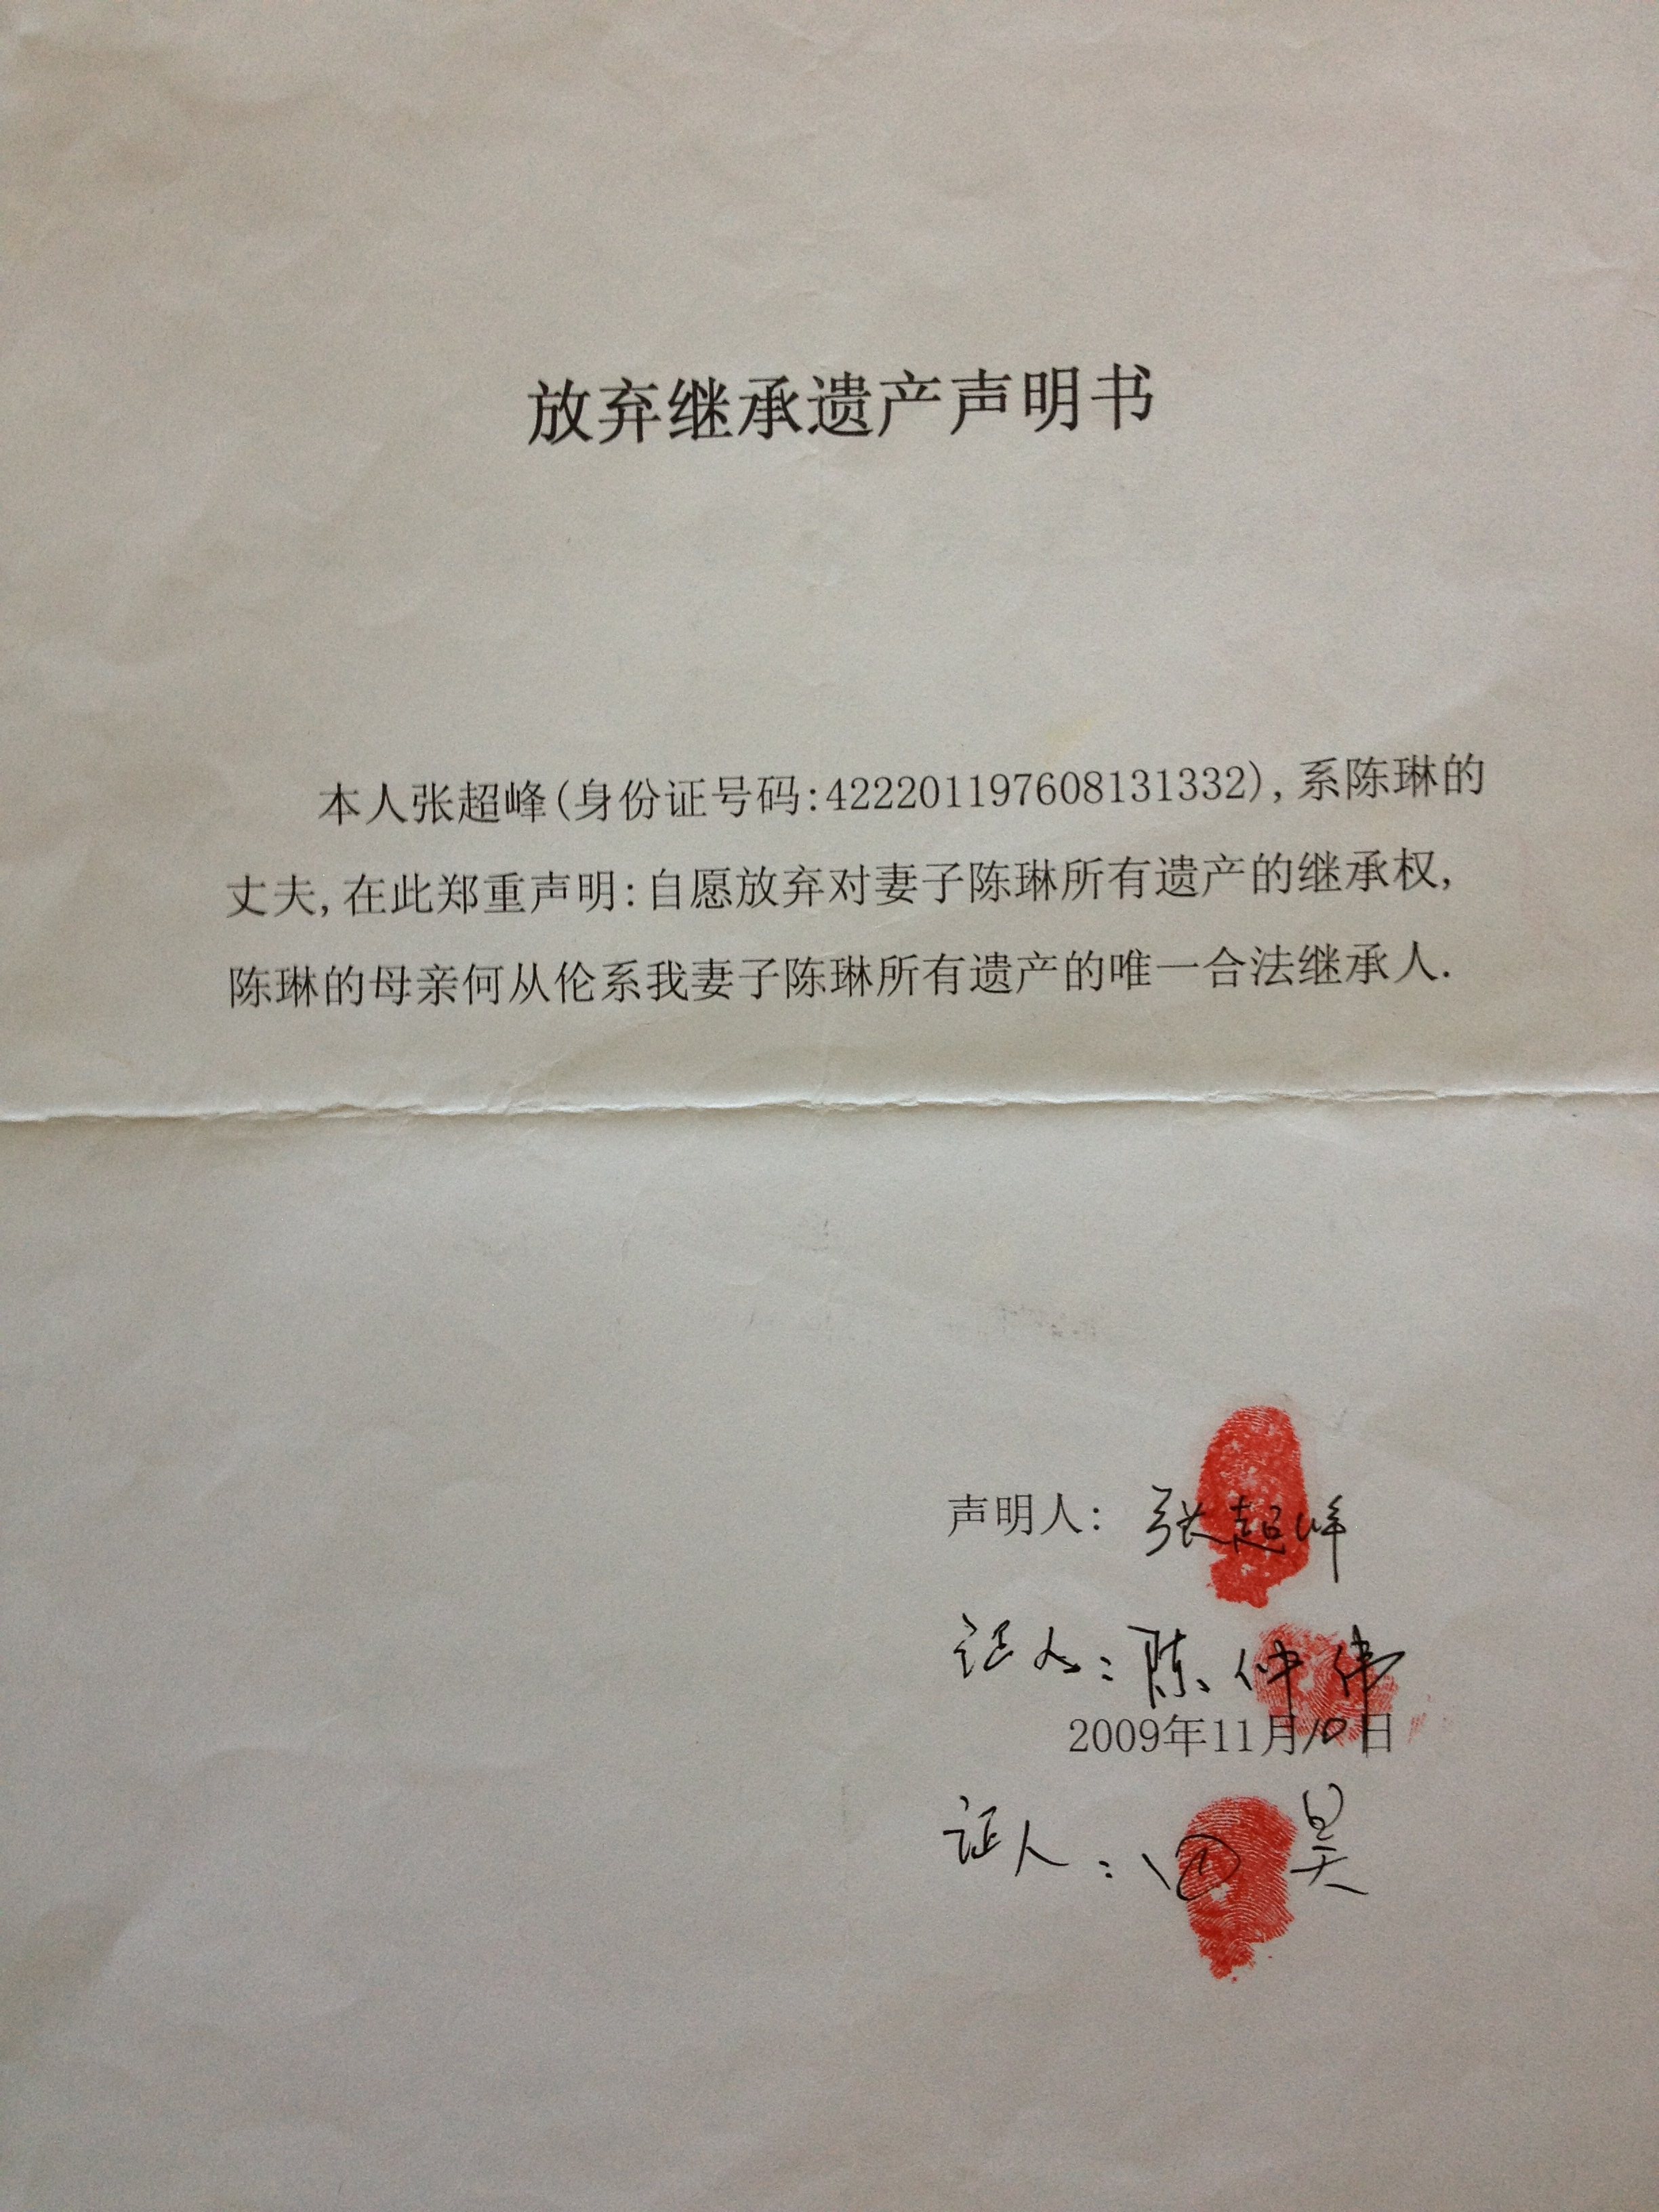 放弃继承遗产声明书
本人张超峰(身份证号码:422201197608131332),系陈琳的
丈夫,在此郑重声明:自愿放弃对妻子陈琳所有遗产的继承权,
陈琳的母亲何从伦系我妻子陈琳所有遗产的唯一合法继承人.
声明人: 张超峰
证人: 陈仲伟
2009年11月10日
证人: 昊